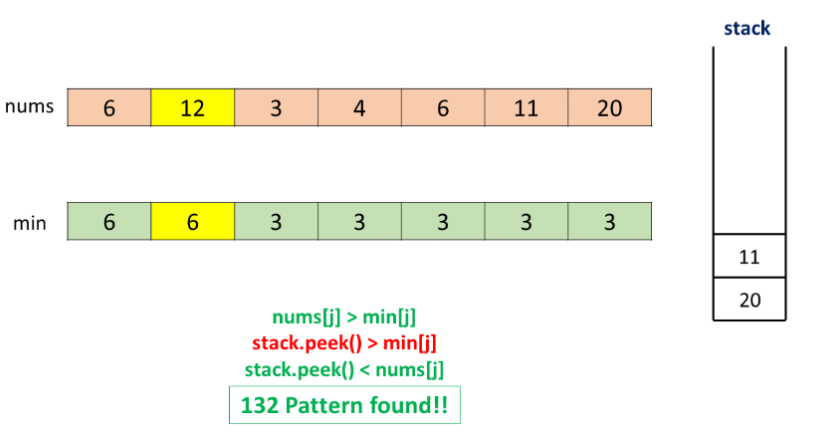 stack
nums 6 12 3 4 6 11 20
min 6 6 3 3 3 3 3
11
20
nums[j] > min[j]
stack.peek() > min[j]
stack.peek() < nums[j]
132 Pattern found!!